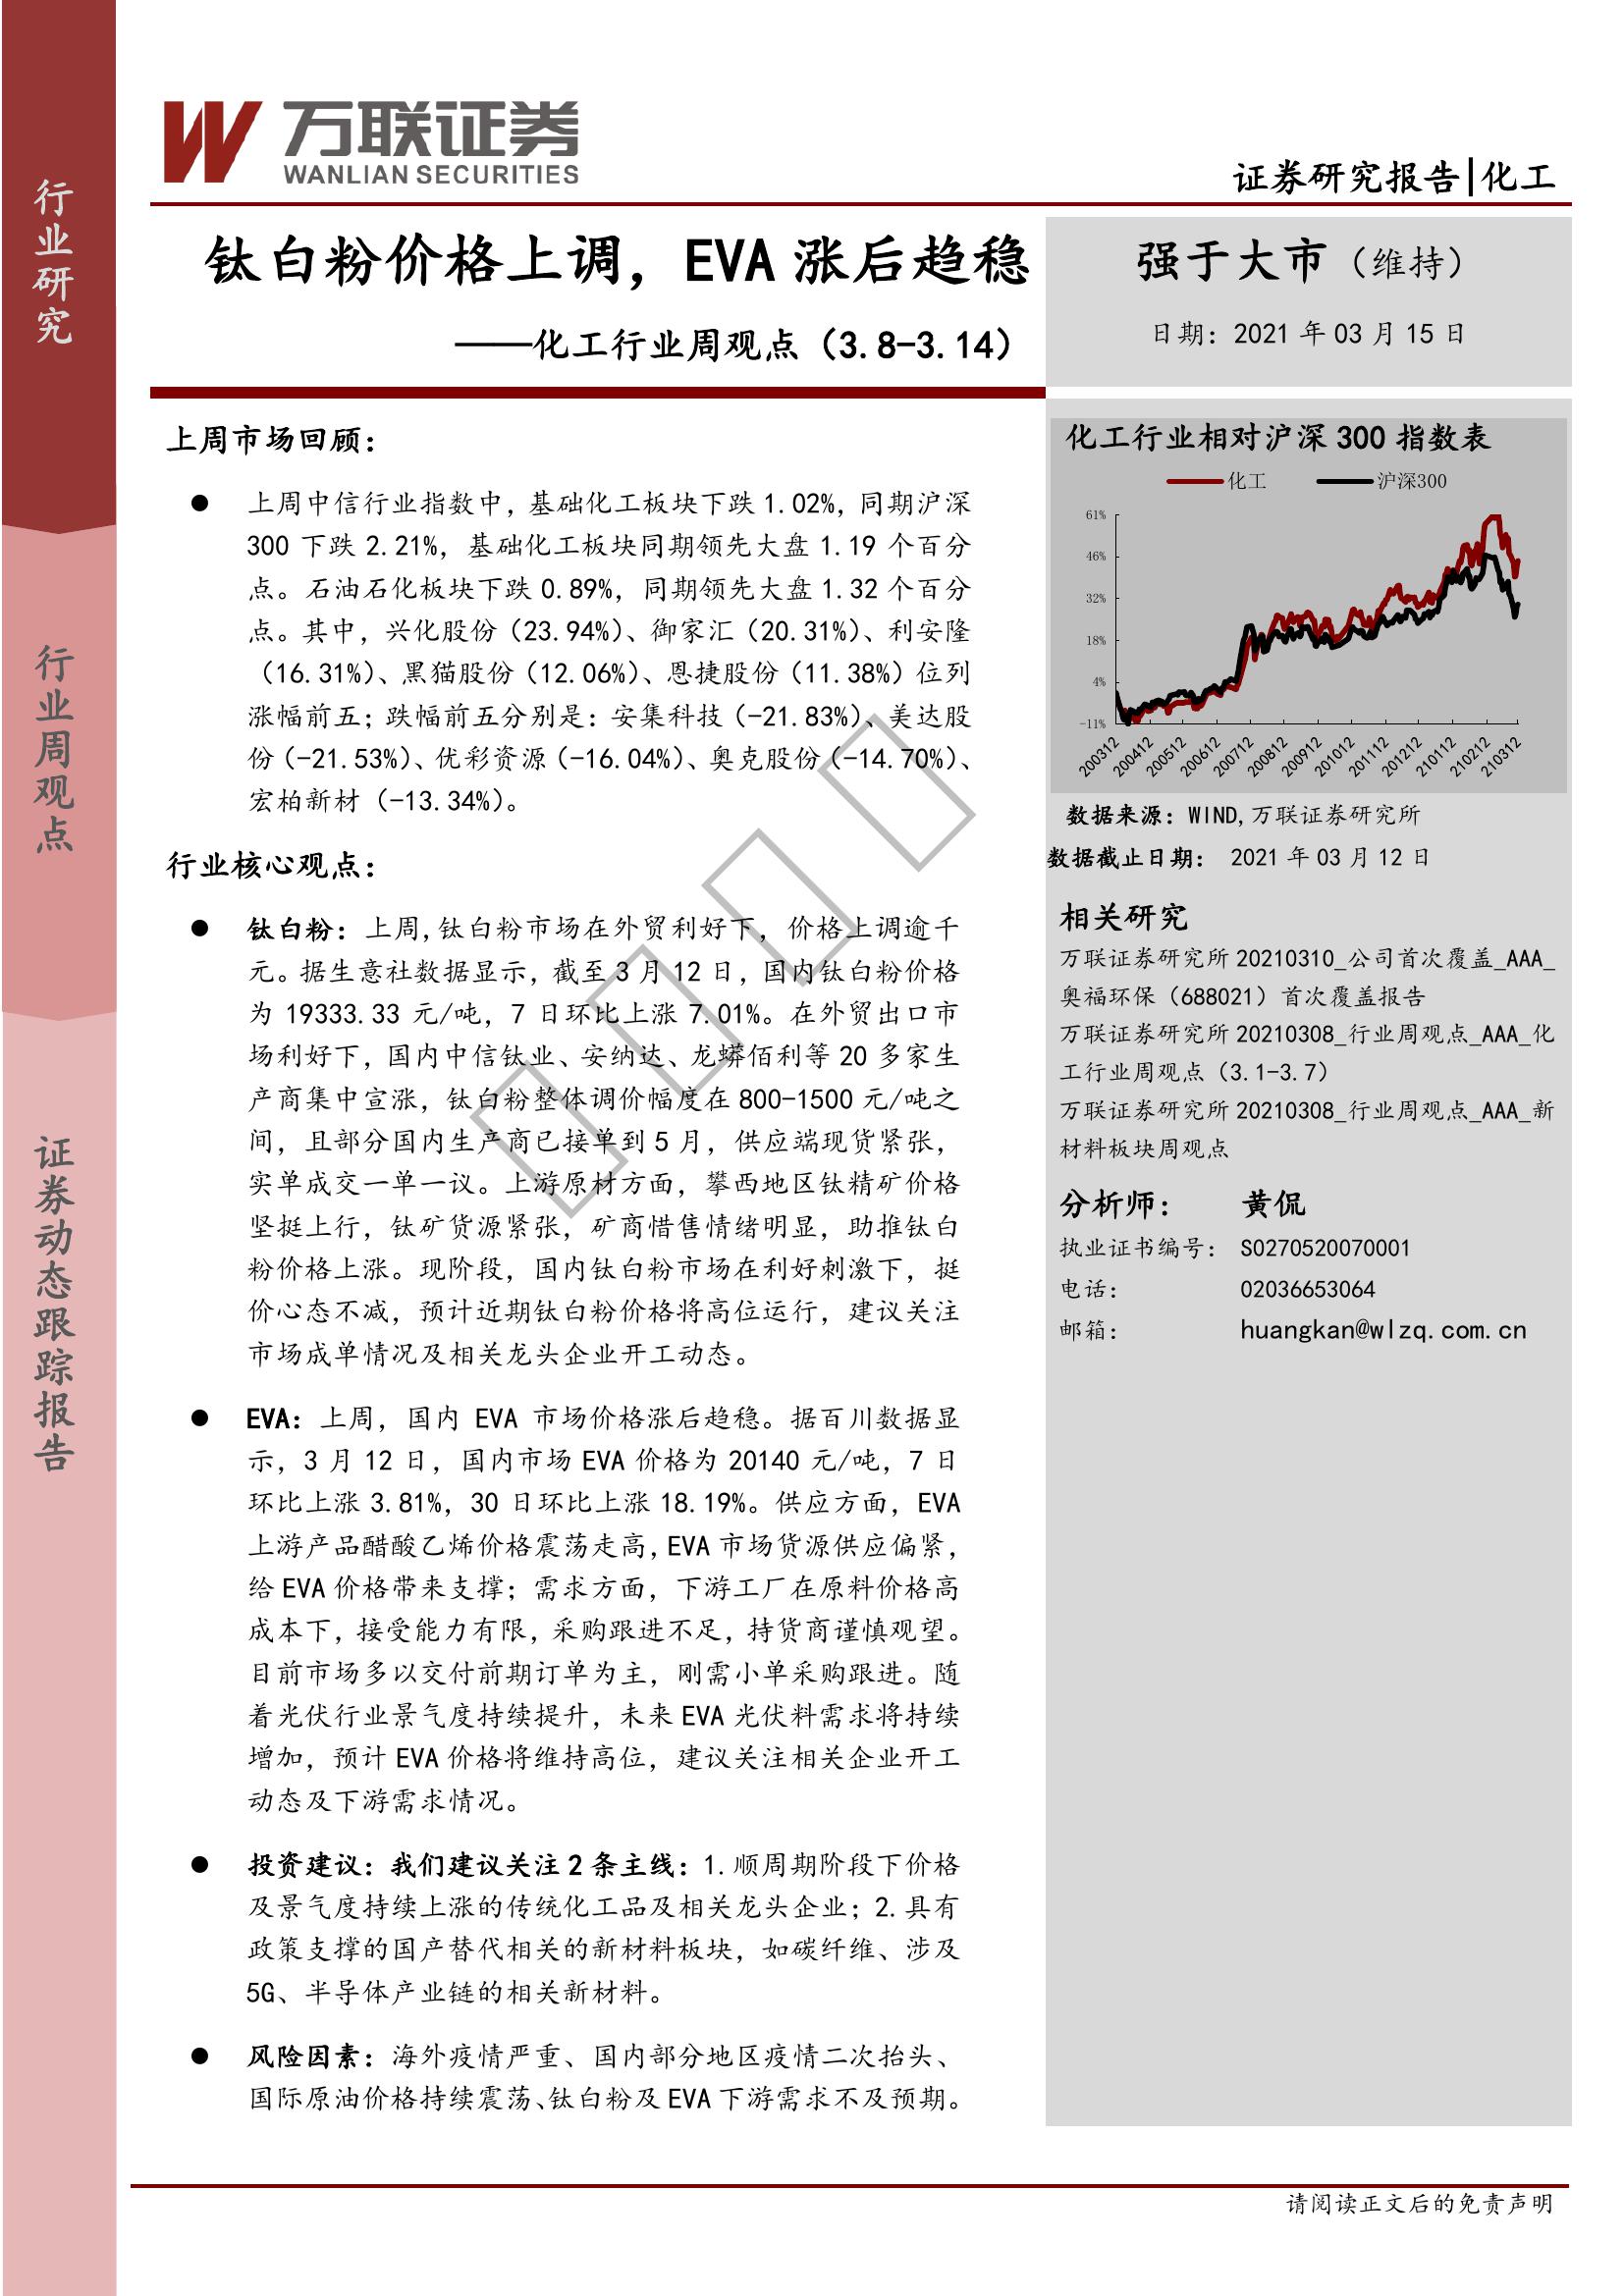 行业研究
行业周观点
证券动态跟踪报告
万联证券
WANLIAN SECURITIES
证券研究报告|化工
钛白粉价格上调，EVA 涨后趋稳
——化工行业周观点（3.8-3.14）
强于大市（维持）
日期：2021 年 03 月 15 日
上周市场回顾：
● 上周中信行业指数中，基础化工板块下跌 1.02%，同期沪深
300 下跌 2.21%，基础化工板块同期领先大盘 1.19 个百分
点。石油石化板块下跌 0.89%，同期领先大盘 1.32 个百分
点。其中，兴化股份（23.94%）、御家汇（20.31%）、利安隆
（16.31%）、黑猫股份（12.06%）、恩捷股份（11.38%）位列
涨幅前五；跌幅前五分别是：安集科技（-21.83%）、美达股
份（-21.53%）、优彩资源（-16.04%）、奥克股份（-14.70%）、
宏柏新材（-13.34%）。
行业核心观点：
● 钛白粉：上周,钛白粉市场在外贸利好下，价格上调逾千
元。据生意社数据显示，截至 3 月 12 日，国内钛白粉价格
为 19333.33 元/吨，7 日环比上涨 7.01%。在外贸出口市
场利好下，国内中信钛业、安纳达、龙蟒佰利等 20 多家生
产商集中宣涨，钛白粉整体调价幅度在 800-1500 元/吨之
间，且部分国内生产商已接单到 5 月，供应端现货紧张，
实单成交一单一议。上游原材方面，攀西地区钛精矿价格
坚挺上行，钛矿货源紧张，矿商惜售情绪明显，助推钛白
粉价格上涨。现阶段，国内钛白粉市场在利好刺激下，挺
价心态不减，预计近期钛白粉价格将高位运行，建议关注
市场成单情况及相关龙头企业开工动态。
● EVA：上周，国内 EVA 市场价格涨后趋稳。据百川数据显
示，3 月 12 日，国内市场 EVA 价格为 20140 元/吨，7 日
环比上涨 3.81%，30 日环比上涨 18.19%。供应方面，EVA
上游产品醋酸乙烯价格震荡走高，EVA 市场货源供应偏紧，
给 EVA 价格带来支撑；需求方面，下游工厂在原料价格高
成本下，接受能力有限，采购跟进不足，持货商谨慎观望。
目前市场多以交付前期订单为主，刚需小单采购跟进。随
着光伏行业景气度持续提升，未来 EVA 光伏料需求将持续
增加，预计 EVA 价格将维持高位，建议关注相关企业开工
动态及下游需求情况。
● 投资建议：我们建议关注 2 条主线：1.顺周期阶段下价格
及景气度持续上涨的传统化工品及相关龙头企业；2.具有
政策支撑的国产替代相关的新材料板块，如碳纤维、涉及
5G、半导体产业链的相关新材料。
● 风险因素：海外疫情严重、国内部分地区疫情二次抬头、
国际原油价格持续震荡、钛白粉及 EVA 下游需求不及预期。
化工行业相对沪深 300 指数表
化工 沪深300
61%
46%
32%
18%
4%
-11%
200312 200412 200512 200612 200712 200812 200912 201012 201112 201212 210112 210212 210312
数据来源：WIND,万联证券研究所
数据截止日期： 2021 年 03 月 12 日
相关研究
万联证券研究所 20210310_公司首次覆盖_AAA_
奥福环保（688021）首次覆盖报告
万联证券研究所 20210308_行业周观点_AAA_化
工行业周观点（3.1-3.7）
万联证券研究所 20210308_行业周观点_AAA_新
材料板块周观点
分析师： 黄侃
执业证书编号： S0270520070001
电话： 02036653064
邮箱： huangkan@wlzq.com.cn
请阅读正文后的免责声明